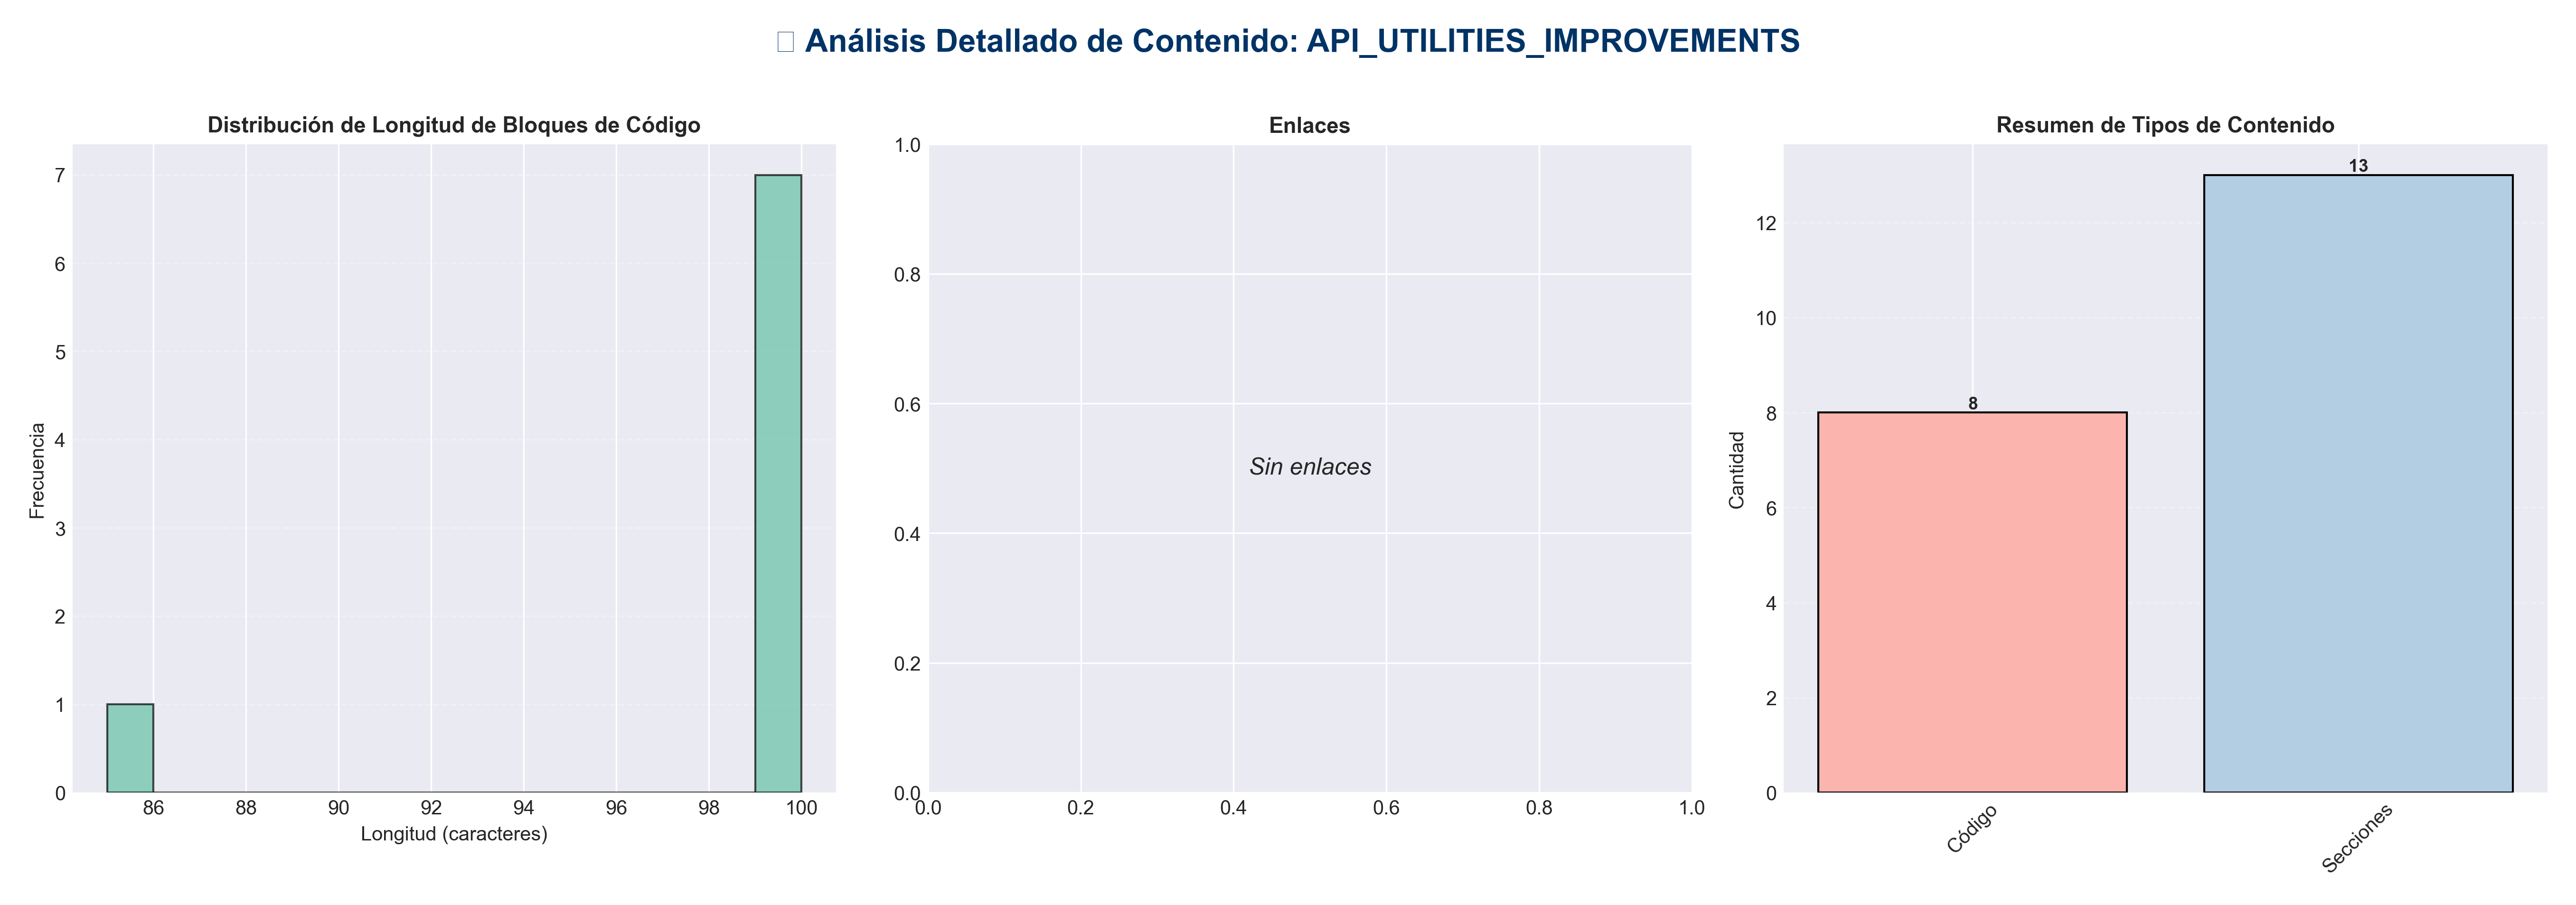 Análisis Detallado de Contenido: API_UTILITIES_IMPROVEMENTS
Distribución de Longitud de Bloques de Código
Frecuencia
7
6
5
4
3
2
1
0
86 88 90 92 94 96 98 100
Longitud (caracteres)
Enlaces
1.0
0.8
0.6
0.4
0.2
0.0
Sin enlaces
0.0 0.2 0.4 0.6 0.8 1.0
Resumen de Tipos de Contenido
Cantidad
12
10
8
6
4
2
0
8
13
Código
Secciones